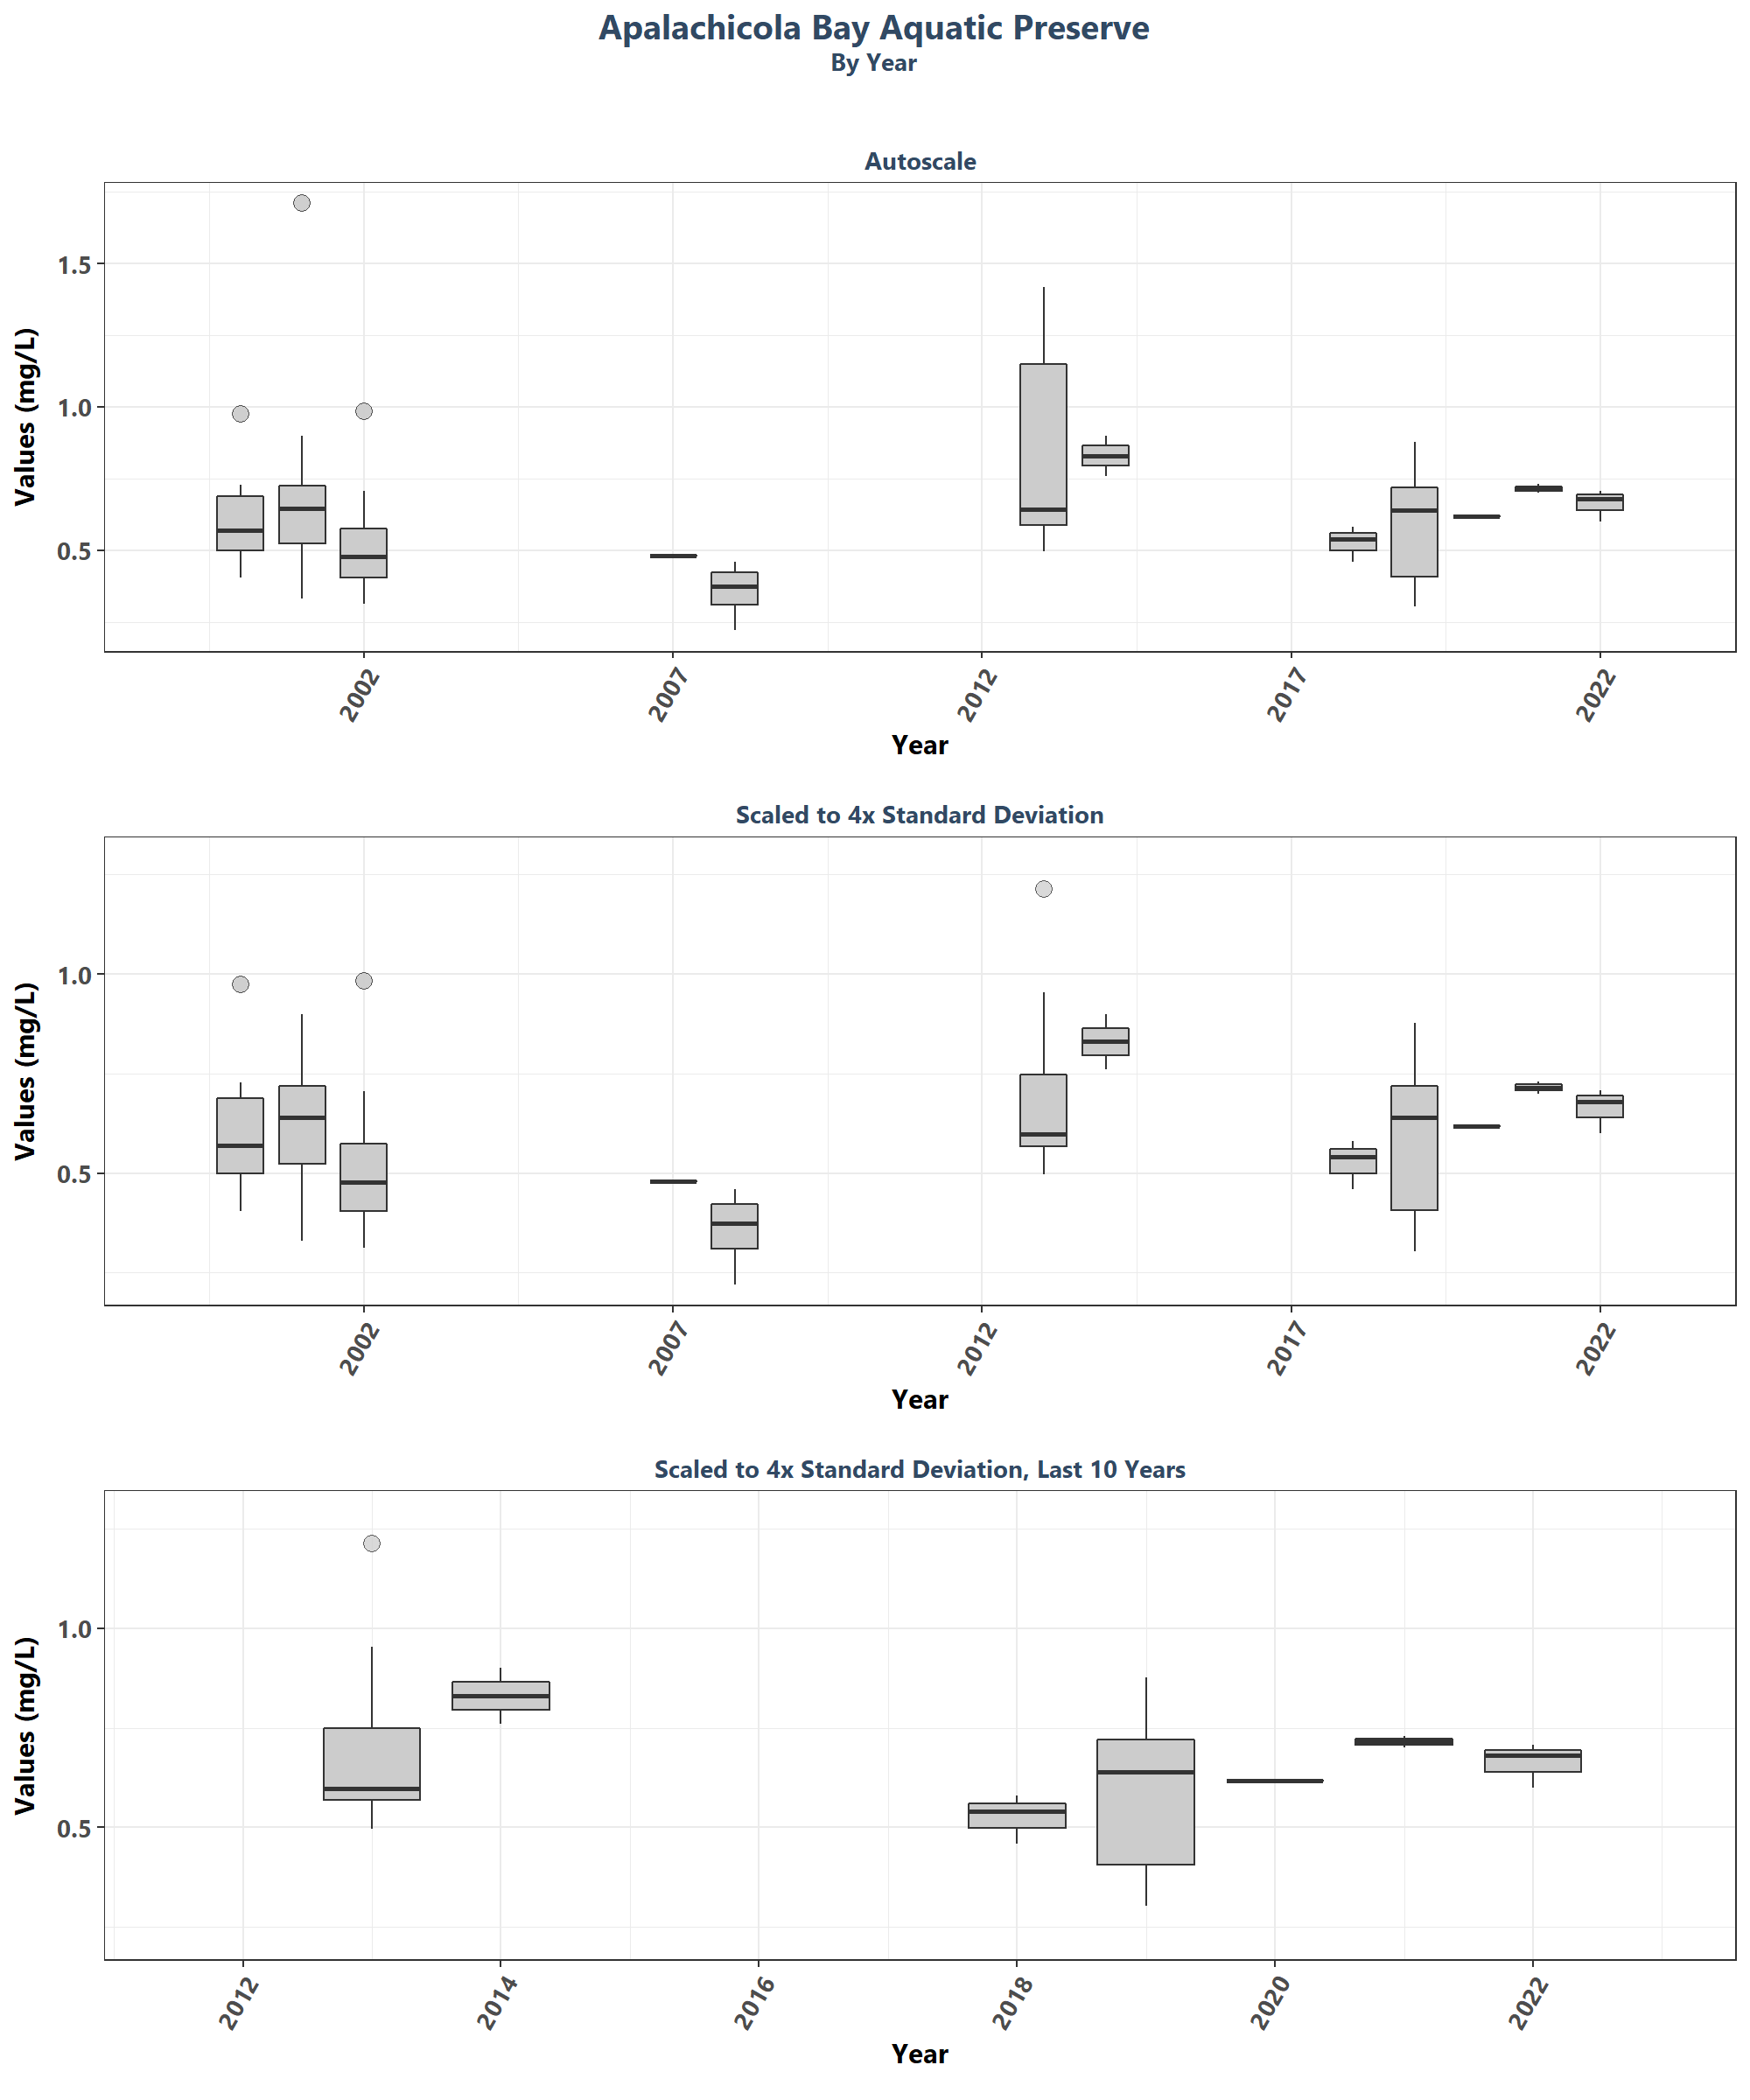 Apalachicola Bay Aquatic Preserve
By Year
Autoscale
Values (mg/L)
1.5
1.0
0.5
2002 2007 2012 2017 2022
Year
Scaled to 4x Standard Deviation
Values (mg/L)
1.0
0.5
2002 2007 2012 2017 2022
Year
Scaled to 4x Standard Deviation, Last 10 Years
Values (mg/L)
1.0
0.5
2012 2014 2016 2018 2020 2022
Year